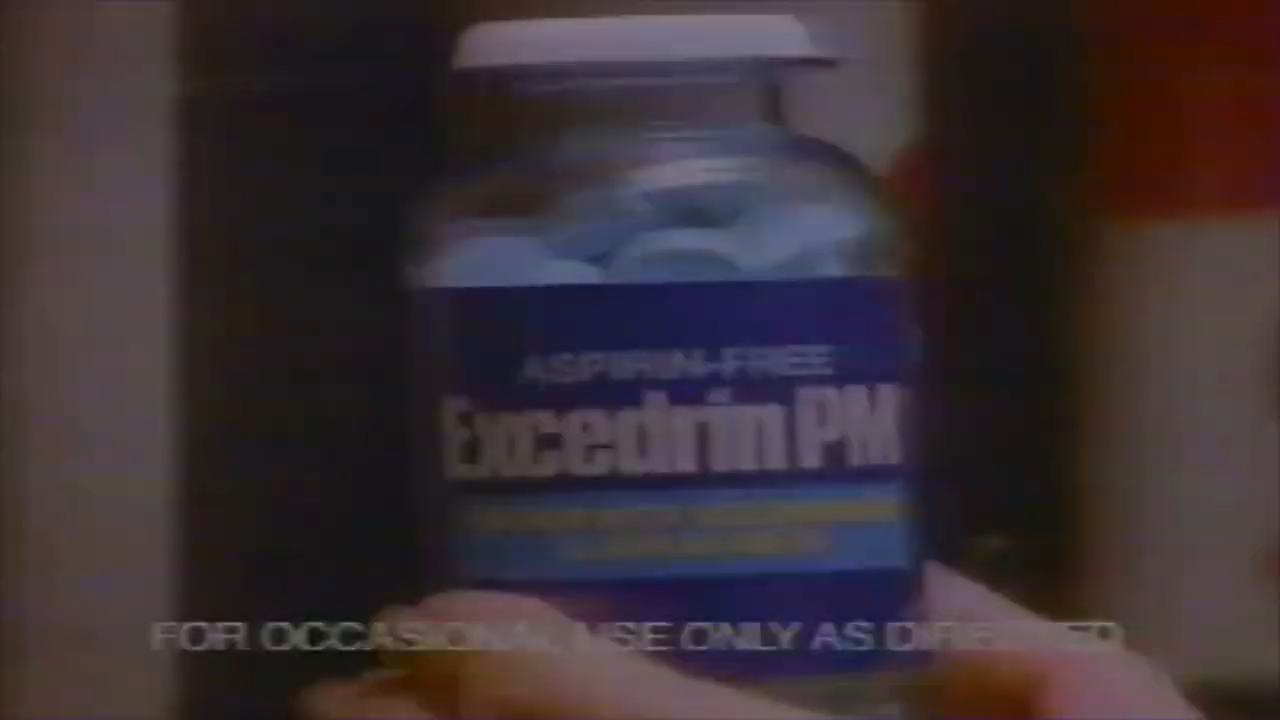 ASPIRIN-FREE
Excedrin PM
FOR OCCASIONAL USE ONLY AS DIRECTED